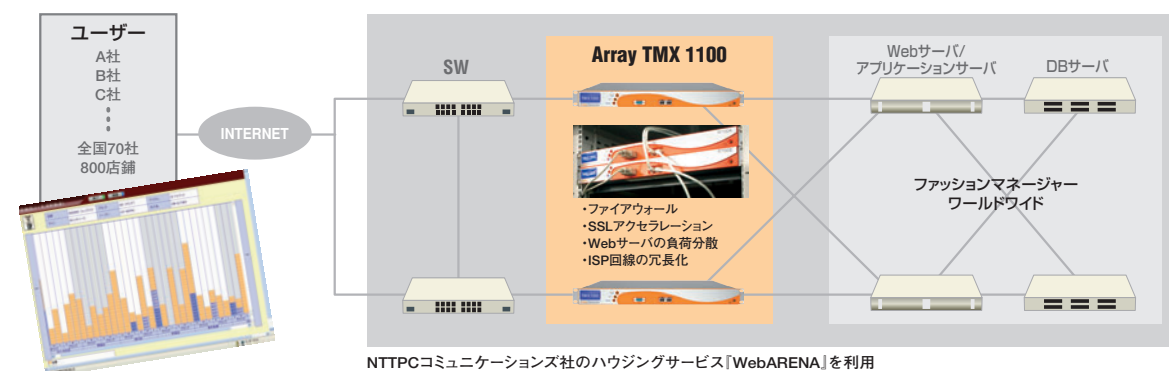 ユーザー
A社
B社
C社
全国70社
800店舗
INTERNET
SW
Array TMX 1100
・ファイアウォール
・SSLアクセラレーション
・Webサーバの負荷分散
・ISP回線の冗長化
Webサーバ/
アプリケーションサーバ
DBサーバ
ファッションマネージャー
ワールドワイド
NTTPCコミュニケーションズ社のハウジングサービス『WebARENA』を利用